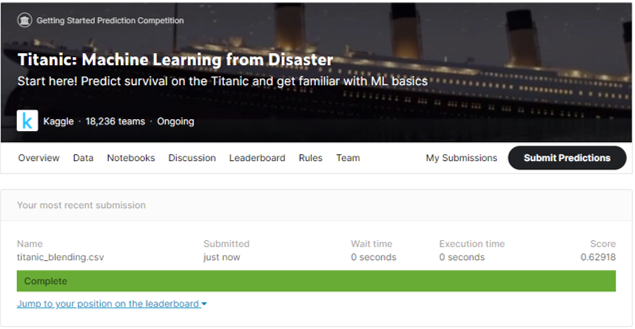 Getting Started Prediction Competition
Titanic: Machine Learning from Disaster
Start here! Predict survival on the Titanic and get familiar with ML basics
k Kaggle · 18,236 teams · Ongoing
Overview Data Notebooks Discussion Leaderboard Rules Team My Submissions Submit Predictions
Your most recent submission
Name Submitted Wait time Execution time Score
titanic_blending.csv just now 0 seconds 0 seconds 0.62918
Complete
Jump to your position on the leaderboard